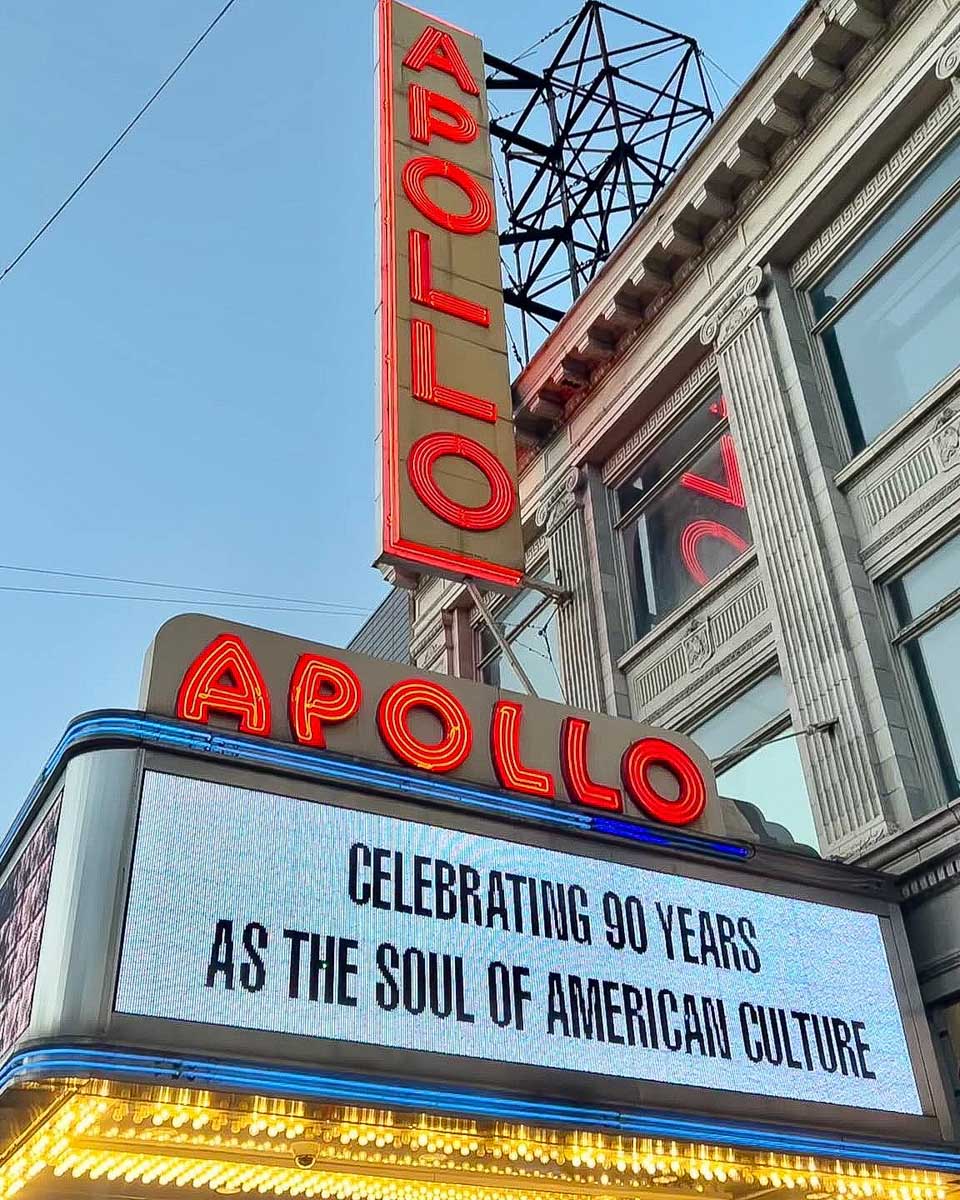 APOLLO
APOLLO
CELEBRATING 90 YEARS
AS THE SOUL OF AMERICAN CULTURE